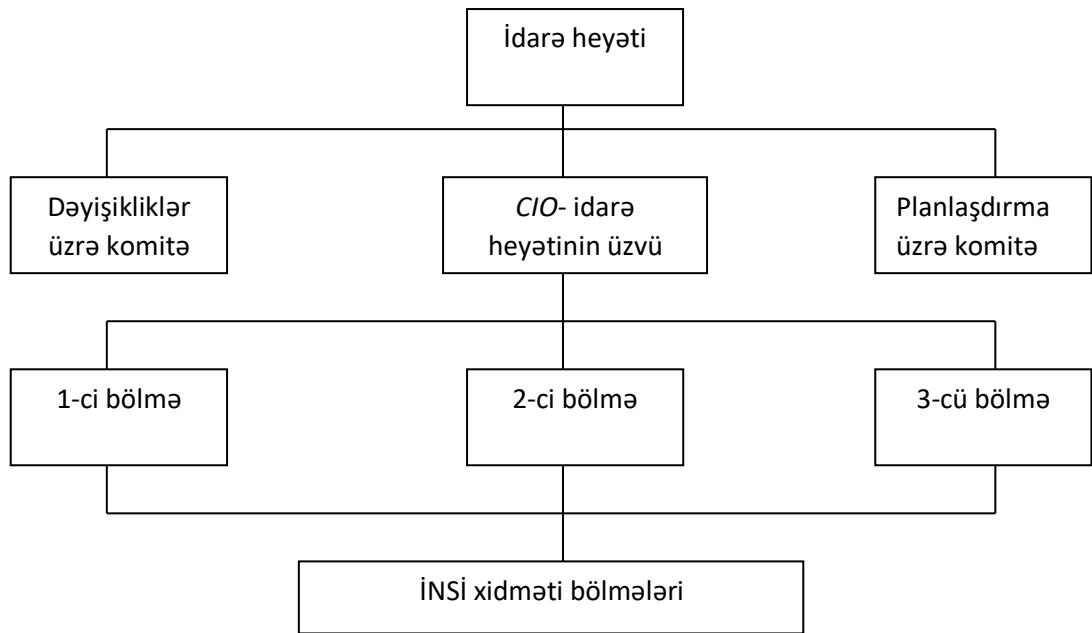 İdarə heyəti
Dəyişikliklər
üzrə komitə
CIO- idarə
heyətinin üzvü
Planlaşdırma
üzrə komitə
1-ci bölmə
2-ci bölmə
3-cü bölmə
İNSİ xidməti bölmələri